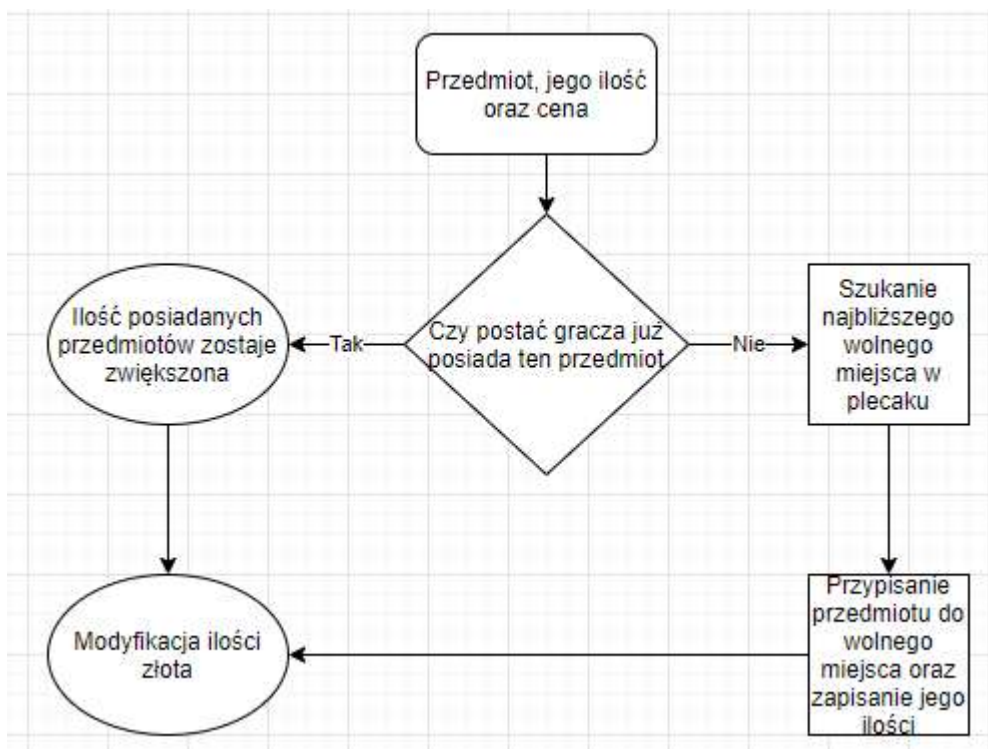 Przedmiot, jego ilość
oraz cena
Ilość posiadanych
przedmiotów zostaje
zwiększona
Tak
Czy postać gracza już
posiada ten przedmiot
Nie
Szukanie
najbliższego
wolnego
miejsca w
plecaku
Modyfikacja ilości
złota
Przypisanie
przedmiotu do
wolnego
miejsca oraz
zapisanie jego
ilości